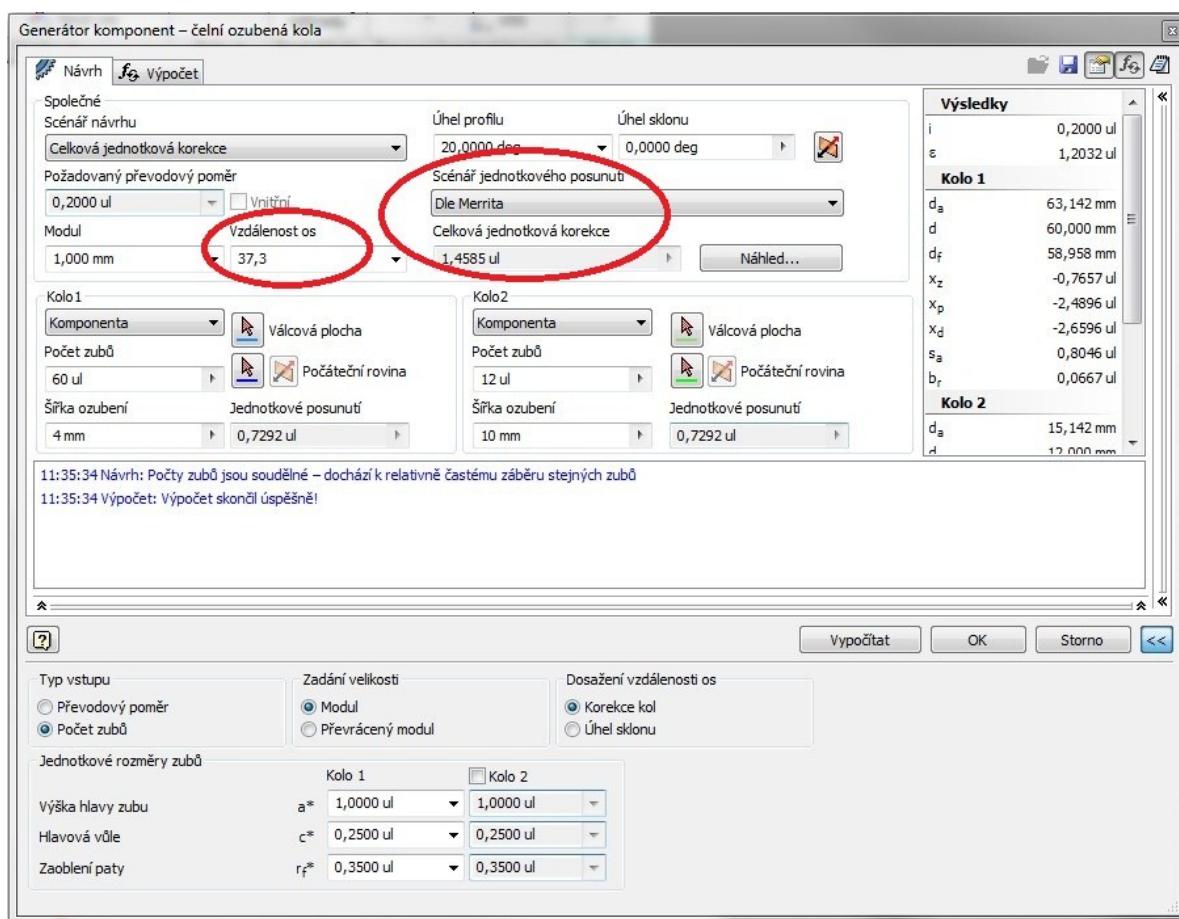 Generátor komponent – čelní ozubená kola
Návrh
Výpočet
Společné
Scénář návrhu
Celková jednotková korekce
Úhel profilu
20,0000 deg
Úhel sklonu
0,0000 deg
Požadovaný převodový poměr
0,2000 ul
Vnitřní
Scénář jednotkového posunutí
Dle Merrita
Modul
1,000 mm
Vzdálenost os
37,3
Celková jednotková korekce
1,4585 ul
Náhled...
Kolo1
Komponenta
Válcová plocha
Počet zubů
60 ul
Počáteční rovina
Šířka ozubení
4 mm
Jednotkové posunutí
0,7292 ul
Kolo2
Komponenta
Válcová plocha
Počet zubů
12 ul
Počáteční rovina
Šířka ozubení
10 mm
Jednotkové posunutí
0,7292 ul
Výsledky
i 0,2000 ul
ε 1,2032 ul
Kolo 1
da 63,142 mm
d 60,000 mm
df 58,958 mm
xz -0,7657 ul
xp -2,4896 ul
xd -2,6596 ul
sa 0,8046 ul
br 0,0667 ul
Kolo 2
da 15,142 mm
d 12,000 mm
11:35:34 Návrh: Počty zubů jsou soudělné – dochází k relativně častému záběru stejných zubů
11:35:34 Výpočet: Výpočet skončil úspěšně!
Vypočítat
OK
Storno
<<
Typ vstupu
Převodový poměr
Počet zubů
Zadání velikosti
Modul
Převrácený modul
Dosažení vzdálenosti os
Korekce kol
Úhel sklonu
Jednotkové rozměry zubů
Kolo 1
Kolo 2
Výška hlavy zubu a* 1,0000 ul 1,0000 ul
Hlavová vůle c* 0,2500 ul 0,2500 ul
Zaoblení paty rf* 0,3500 ul 0,3500 ul